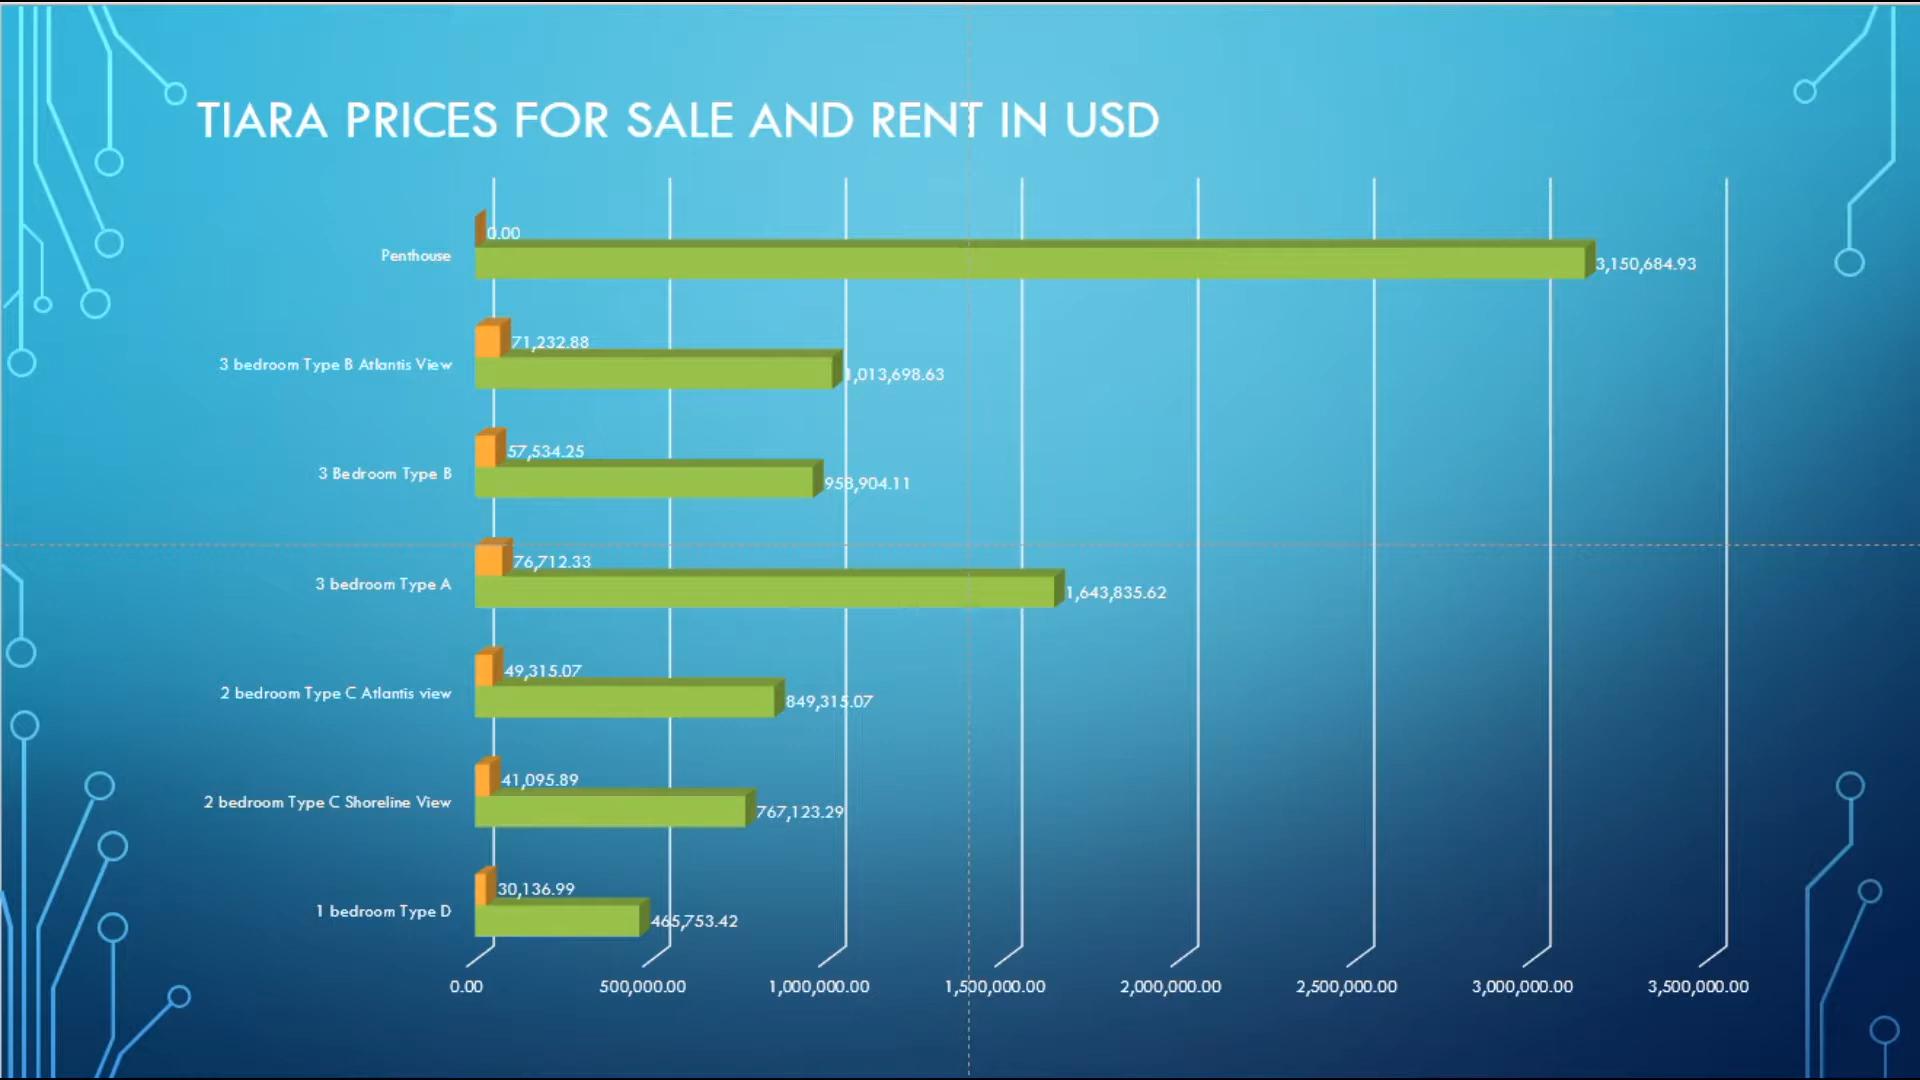 TIARA PRICES FOR SALE AND RENT IN USD
0.00
Penthouse
3,150,684.93
71,232.88
3 bedroom Type B Atlantis View
1,013,698.63
57,534.25
3 Bedroom Type B
958,904.11
76,712.33
3 bedroom Type A
1,643,835.62
49,315.07
2 bedroom Type C Atlantis view
849,315.07
41,095.89
2 bedroom Type C Shoreline View
767,123.29
30,136.99
1 bedroom Type D
465,753.42
0.00 500,000.00 1,000,000.00 1,500,000.00 2,000,000.00 2,500,000.00 3,000,000.00 3,500,000.00